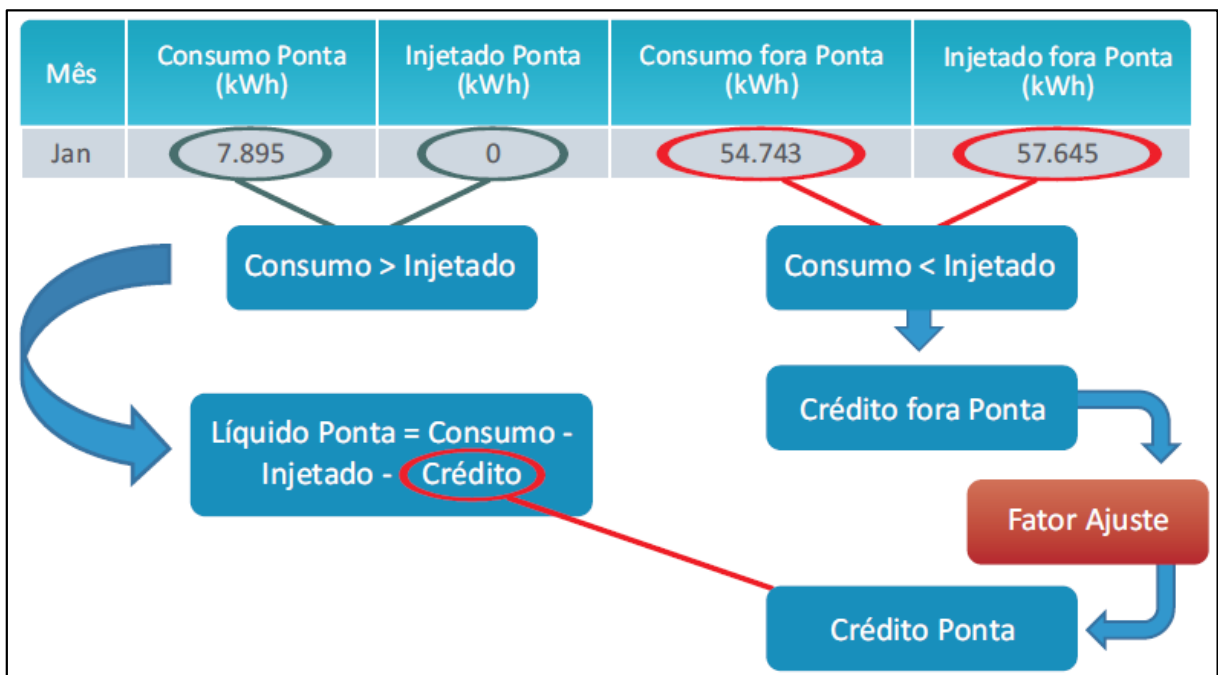 Mês
Consumo Ponta
(kWh)
Injetado Ponta
(kWh)
Consumo fora Ponta
(kWh)
Injetado fora Ponta
(kWh)
Jan
7.895
0
54.743
57.645
Consumo > Injetado
Consumo < Injetado
Crédito fora Ponta
Líquido Ponta = Consumo -
Injetado - Crédito
Fator Ajuste
Crédito Ponta